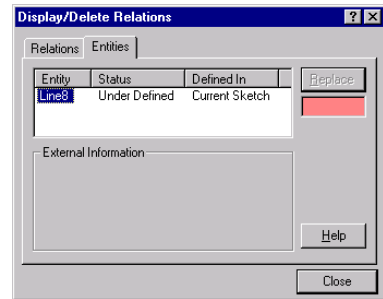 Display/Delete Relations
Relations Entities
Entity Status Defined In
Line8 Under Defined Current Sketch
Replace
External Information
Help
Close